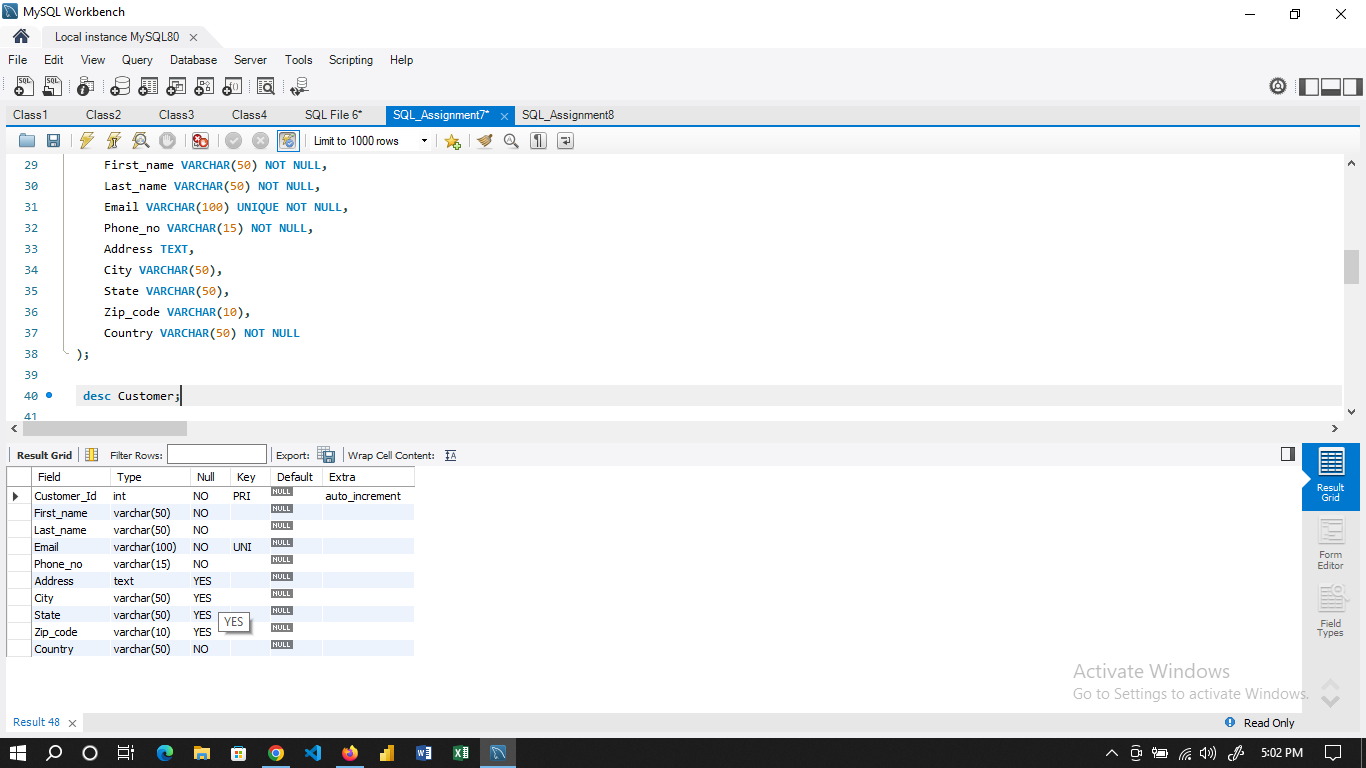 MySQL Workbench
Local instance MySQL80
File Edit View Query Database Server Tools Scripting Help
Class1 Class2 Class3 Class4 SQL File 6* SQL_Assignment7* SQL_Assignment8
Limit to 1000 rows
29 First_name VARCHAR(50) NOT NULL,
30 Last_name VARCHAR(50) NOT NULL,
31 Email VARCHAR(100) UNIQUE NOT NULL,
32 Phone_no VARCHAR(15) NOT NULL,
33 Address TEXT,
34 City VARCHAR(50),
35 State VARCHAR(50),
36 Zip_code VARCHAR(10),
37 Country VARCHAR(50) NOT NULL
38 );
39
40 desc Customer;
41
Result Grid Filter Rows: Export: Wrap Cell Content:
Field Type Null Key Default Extra
Customer_Id int NO PRI NULL auto_increment
First_name varchar(50) NO NULL
Last_name varchar(50) NO NULL
Email varchar(100) NO UNI NULL
Phone_no varchar(15) NO NULL
Address text YES NULL
City varchar(50) YES NULL
State varchar(50) YES NULL
YES
Zip_code varchar(10) YES NULL
Country varchar(50) NO NULL
Result
Grid
Form
Editor
Field
Types
Activate Windows
Go to Settings to activate Windows.
Result 48
Read Only
5:02 PM